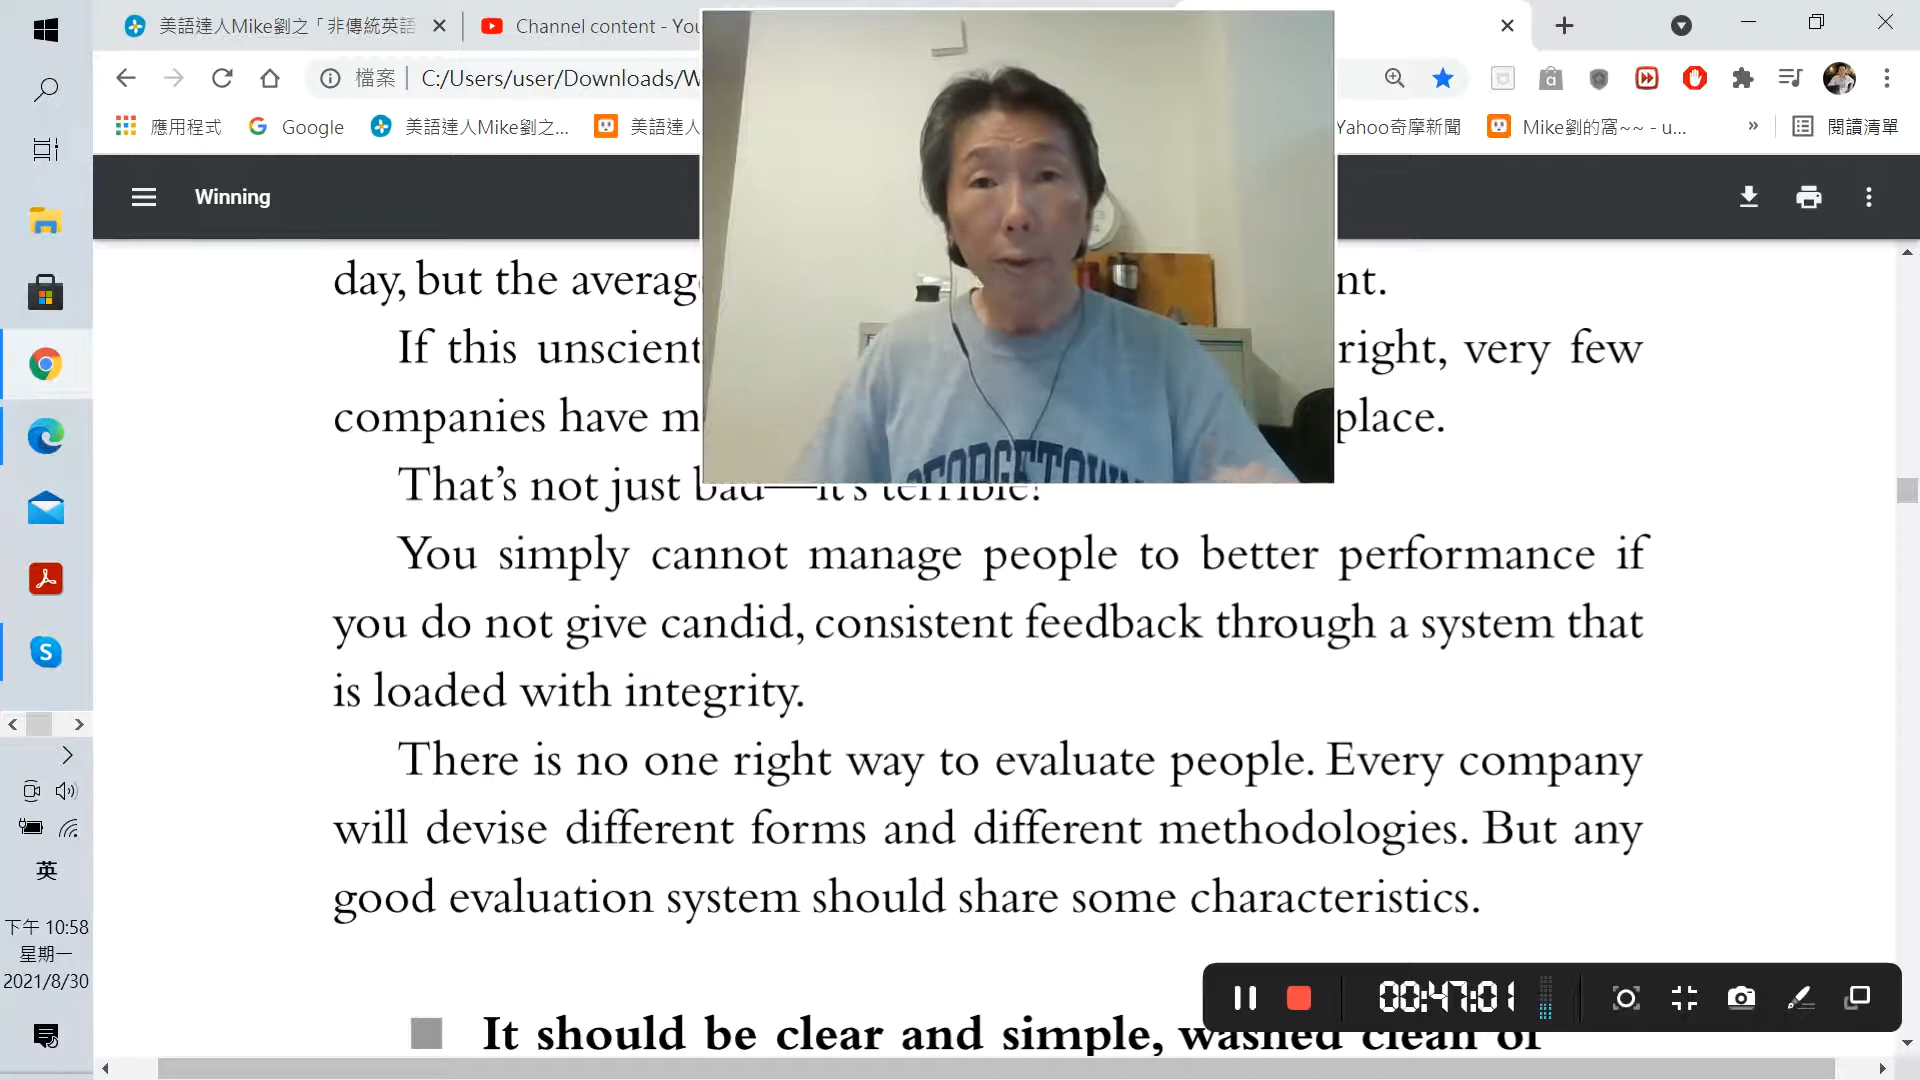 美語達人Mike劉之「非傳統英語
Channel content - You
檔案
C:/Users/user/Downloads/W
應用程式
Google
美語達人Mike劉之...
美語達人
Yahoo奇摩新聞
Mike劉的窩~~ - u...
»
閱讀清單
Winning
day, but the averag
nt.
If this unscient
right, very few
companies have m
place.
That's not just bad—it's terrible!
You simply cannot manage people to better performance if
you do not give candid, consistent feedback through a system that
is loaded with integrity.
There is no one right way to evaluate people. Every company
will devise different forms and different methodologies. But any
good evaluation system should share some characteristics.
It should be clear and simple, washed clean of
GEORGETOWN
英
下午 10:58
星期一
2021/8/30
00:47:01